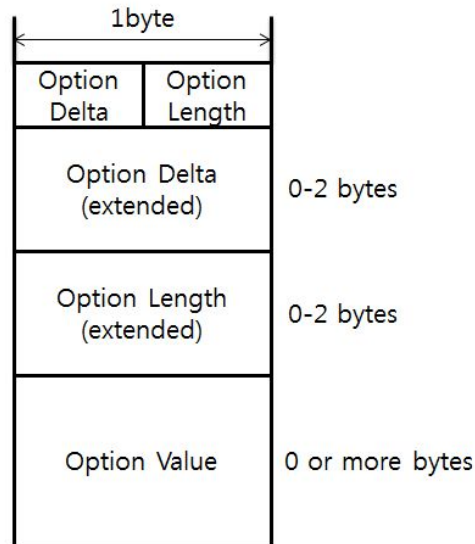 1byte
Option Option
Delta Length
Option Delta
(extended)
0-2 bytes
Option Length
(extended)
0-2 bytes
Option Value
0 or more bytes